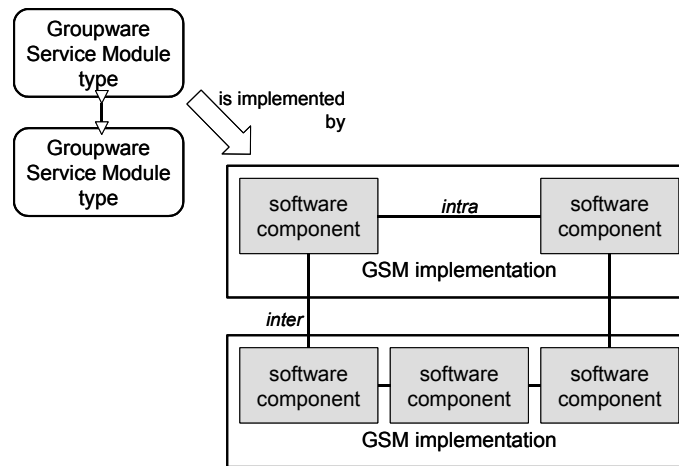 Groupware
Service Module
type
Groupware
Service Module
type
is implemented
by
software
component
intra
software
component
GSM implementation
inter
software
component
software
component
software
component
GSM implementation